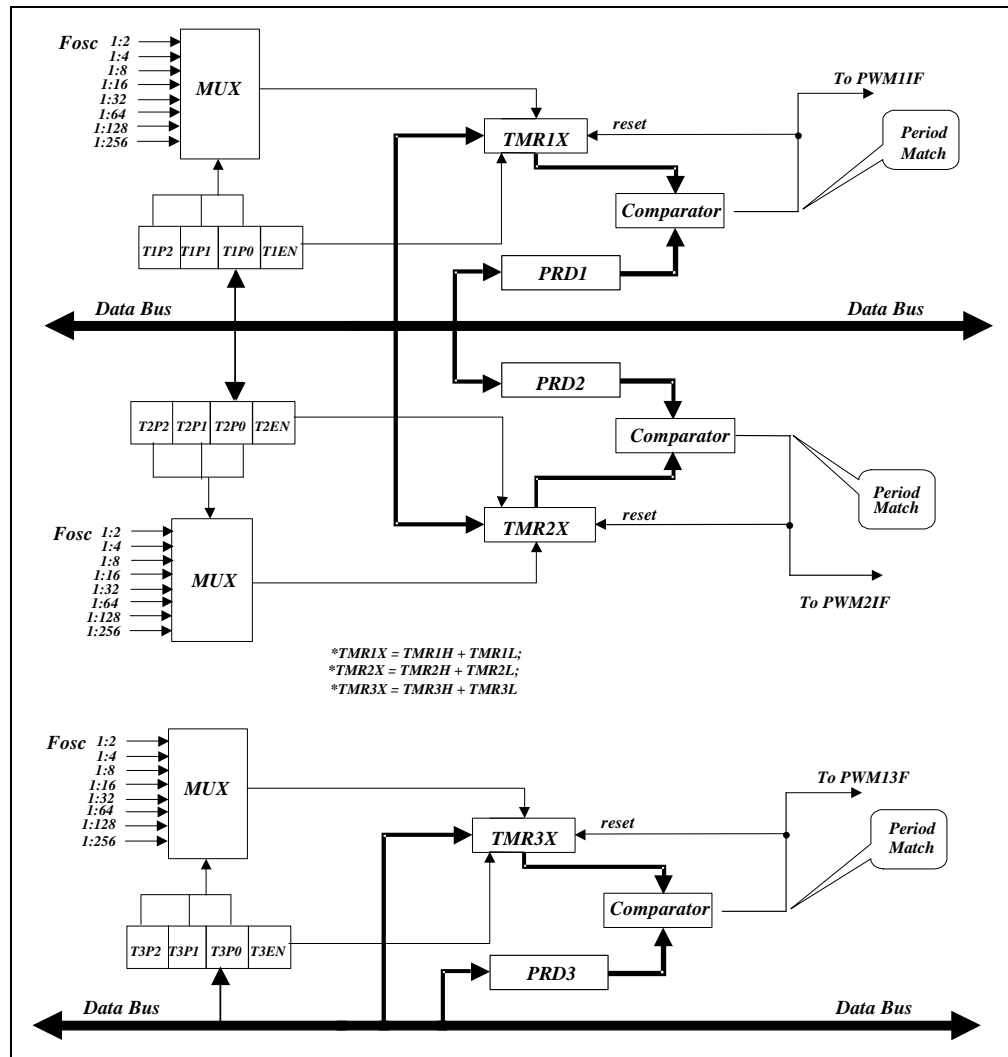 Fosc 1:2
1:4
1:8
1:16
1:32
1:64
1:128
1:256
MUX
To PWM1IF
TMR1X
reset
Period
Match
Comparator
T1P2 T1P1 T1P0 T1EN
PRD1
Data Bus
Data Bus
PRD2
T2P2 T2P1 T2P0 T2EN
Comparator
Period
Match
TMR2X
reset
Fosc 1:2
1:4
1:8
1:16
1:32
1:64
1:128
1:256
MUX
To PWM2IF
*TMR1X = TMR1H + TMR1L;
*TMR2X = TMR2H + TMR2L;
*TMR3X = TMR3H + TMR3L
Fosc 1:2
1:4
1:8
1:16
1:32
1:64
1:128
1:256
MUX
To PWM13F
TMR3X
reset
Period
Match
Comparator
T3P2 T3P1 T3P0 T3EN
PRD3
Data Bus
Data Bus